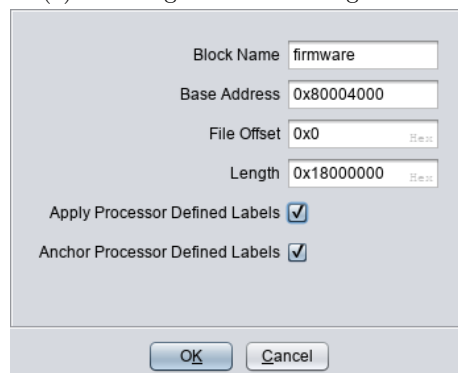 Block Name firmware
Base Address 0x80004000
File Offset 0x0 Hex
Length 0x18000000 Hex
Apply Processor Defined Labels
Anchor Processor Defined Labels
OK Cancel